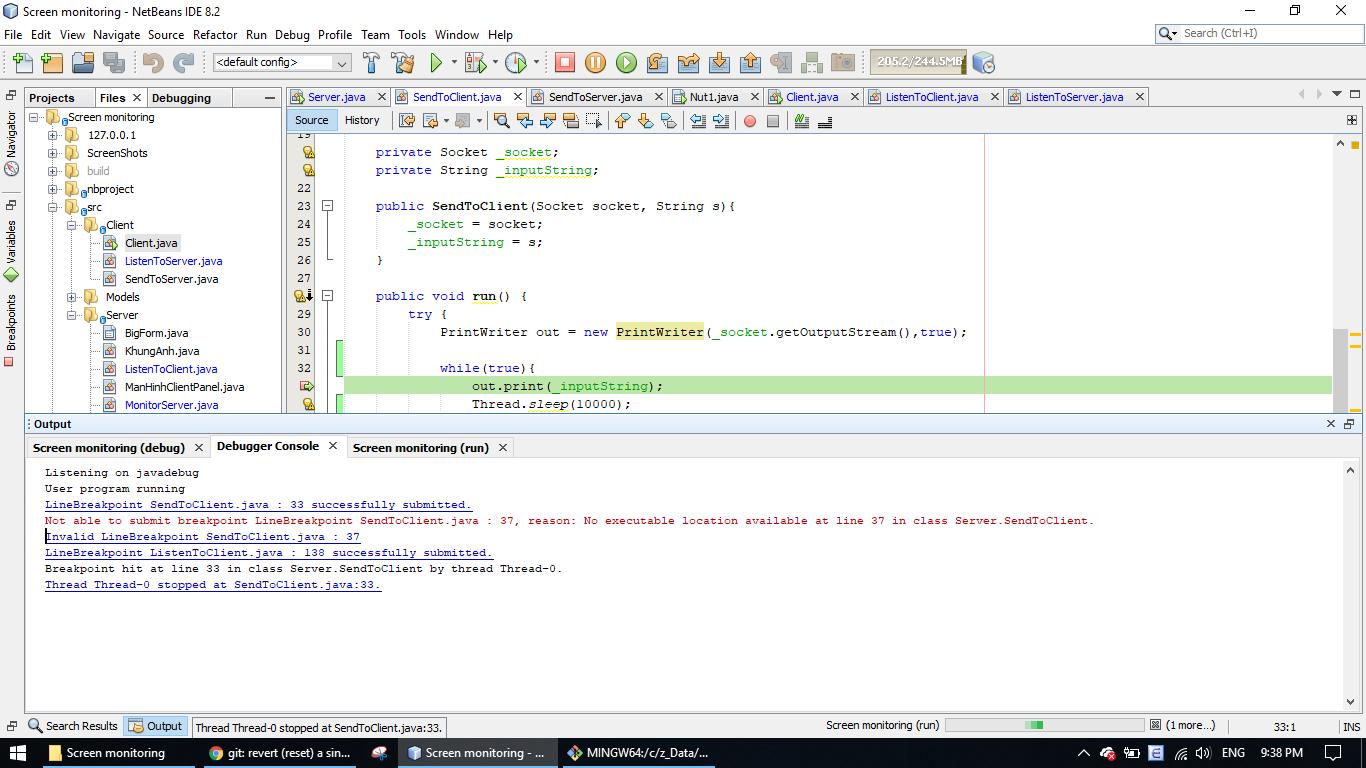 Screen monitoring - NetBeans IDE 8.2
File Edit View Navigate Source Refactor Run Debug Profile Team Tools Window Help
Search (Ctrl+I)
<default config>
205.2/244.5MB
Projects Files Debugging
Server.java SendToClient.java SendToServer.java Nut1.java Client.java ListenToClient.java ListenToServer.java
Source History
Navigator
Variables
Breakpoints
Screen monitoring
127.0.0.1
ScreenShots
build
nbproject
src
Client
Client.java
ListenToServer.java
SendToServer.java
Models
Server
BigForm.java
KhungAnh.java
ListenToClient.java
ManHinhClientPanel.java
MonitorServer.java
19
private Socket _socket;
private String _inputString;
22
23 public SendToClient(Socket socket, String s){
24 _socket = socket;
25 _inputString = s;
26 }
27
public void run() {
29 try {
30 PrintWriter out = new PrintWriter(_socket.getOutputStream(),true);
31
32 while(true){
out.print(_inputString);
Thread.sleep(10000);
Output
Screen monitoring (debug) Debugger Console Screen monitoring (run)
Listening on javadebug
User program running
LineBreakpoint SendToClient.java : 33 successfully submitted.
Not able to submit breakpoint LineBreakpoint SendToClient.java : 37, reason: No executable location available at line 37 in class Server.SendToClient.
Invalid LineBreakpoint SendToClient.java : 37
LineBreakpoint ListenToClient.java : 138 successfully submitted.
Breakpoint hit at line 33 in class Server.SendToClient by thread Thread-0.
Thread Thread-0 stopped at SendToClient.java:33.
Search Results Output Thread Thread-0 stopped at SendToClient.java:33. Screen monitoring (run) (1 more...) 33:1 INS
Screen monitoring git: revert (reset) a sin... Screen monitoring - ... MINGW64:/c/z_Data/... ENG 9:38 PM